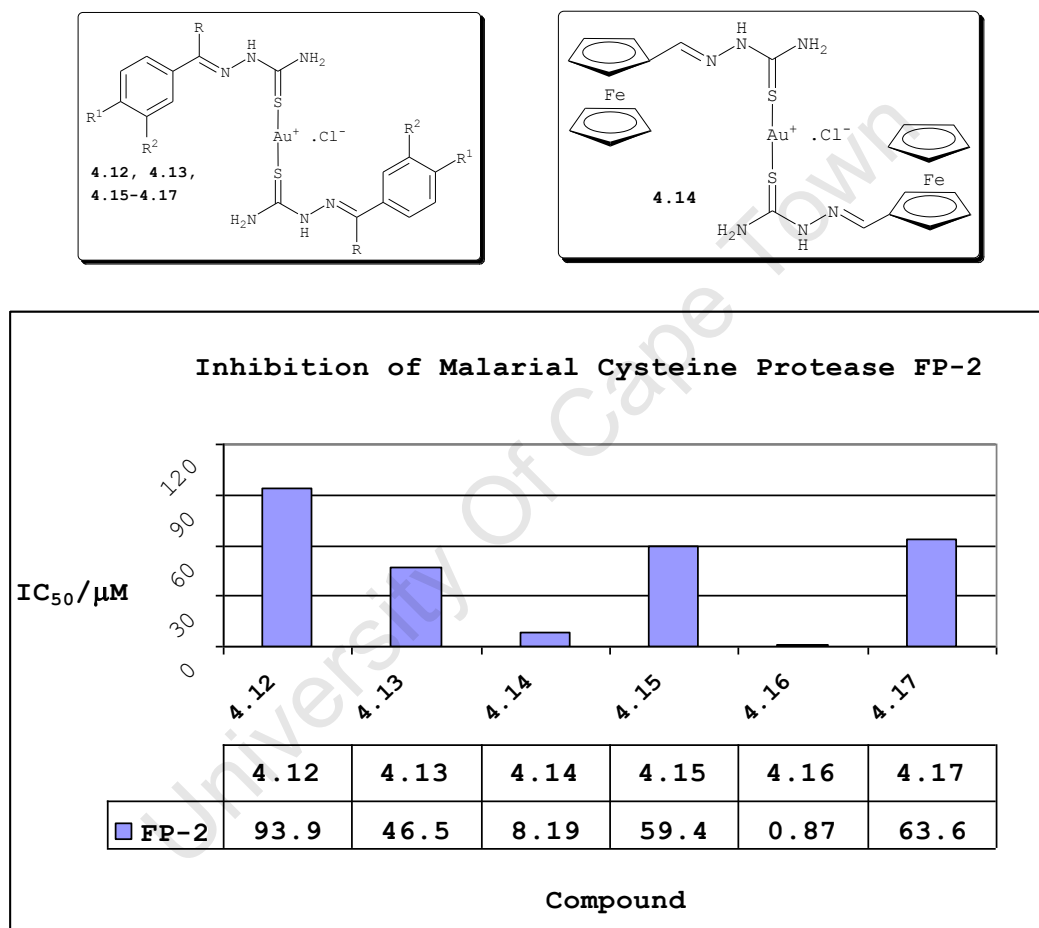 R
H
N
NH
NH2
N
S
R1
R2
Au+ .Cl−
R2
R1
S
4.12, 4.13,
4.15-4.17
H2N
N
H
N
R
H
N
NH2
N
S
Fe
Au+ .Cl−
S
Fe
4.14
H2N
N
H
N
Inhibition of Malarial Cysteine Protease FP-2
120
90
60
30
0
IC50/μM
4.12 4.13 4.14 4.15 4.16 4.17
4.12 4.13 4.14 4.15 4.16 4.17
FP-2 93.9 46.5 8.19 59.4 0.87 63.6
Compound
University Of Cape Town